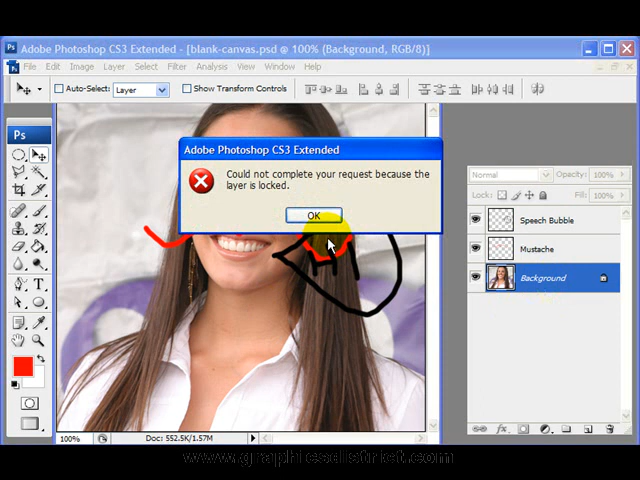 Adobe Photoshop CS3 Extended - [blank-canvas.psd @ 100% (Background, RGB/8)]
File Edit Image Layer Select Filter Analysis View Window Help
Auto-Select: Layer Show Transform Controls
Ps
Adobe Photoshop CS3 Extended
Could not complete your request because the
layer is locked.
OK
Normal Opacity: 100%
Lock: Fill: 100%
Speech Bubble
Mustache
Background
100% Doc: 552.5K/1.57M
www.graphicsdistrict.com